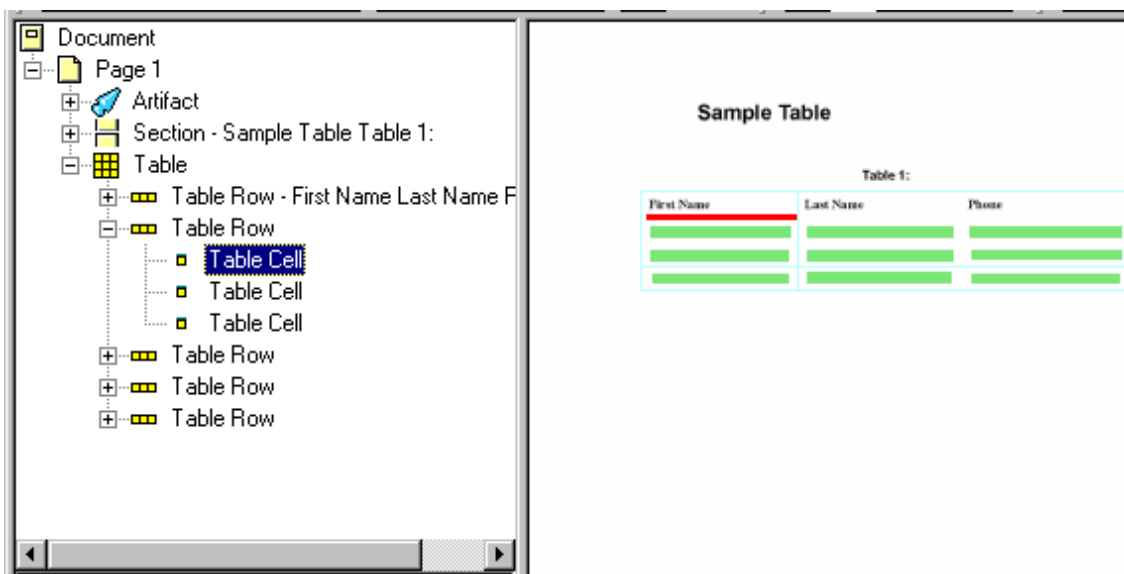 Document
Page 1
Artifact
Section - Sample Table Table 1:
Table
Table Row - First Name Last Name F
Table Row
Table Cell
Table Cell
Table Cell
Table Row
Table Row
Table Row
Sample Table
Table 1:
First Name Last Name Phone